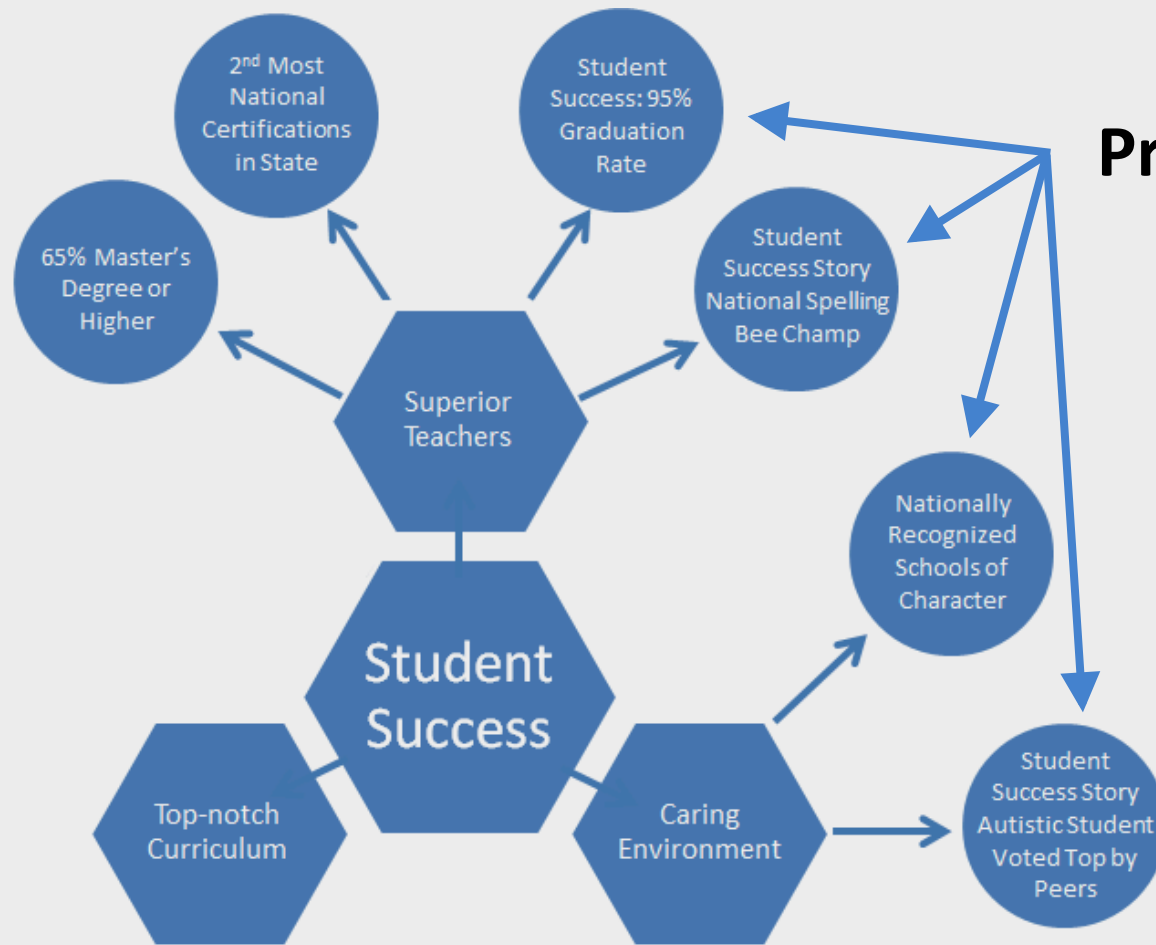 2nd Most
National
Certifications
in State
Student
Success: 95%
Graduation
Rate
Pr
65% Master's
Degree or
Higher
Student
Success Story
National Spelling
Bee Champ
Superior
Teachers
Nationally
Recognized
Schools of
Character
Student
Success
Top-notch
Curriculum
Caring
Environment
Student
Success Story
Autistic Student
Voted Top by
Peers